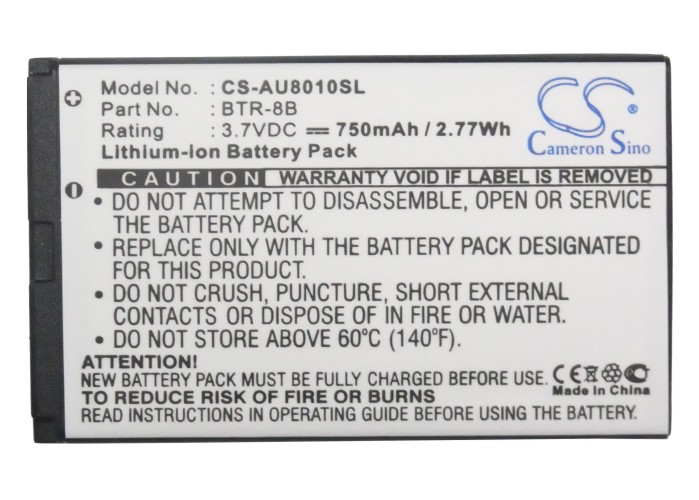 Model No. : CS-AU8010SL
Part No. : BTR-8B
Rating : 3.7VDC ⎓ 750mAh / 2.77Wh
Lithium-ion Battery Pack
CS
Cameron Sino
CAUTION WARRANTY VOID IF LABEL IS REMOVED
• DO NOT ATTEMPT TO DISASSEMBLE, OPEN OR SERVICE
THE BATTERY PACK.
• REPLACE ONLY WITH THE BATTERY PACK DESIGNATED
FOR THIS PRODUCT.
• DO NOT CRUSH, PUNCTURE, SHORT EXTERNAL
CONTACTS OR DISPOSE OF IN FIRE OR WATER.
• DO NOT STORE ABOVE 60°C (140°F).
ATTENTION:
NEW BATTERY PACK MUST BE FULLY CHARGED BEFORE USE.
TO REDUCE RISK OF FIRE OR BURNS
READ INSTRUCTIONS IN OPERATING GUIDE BEFORE USING BATTERY.
CE
Made In China